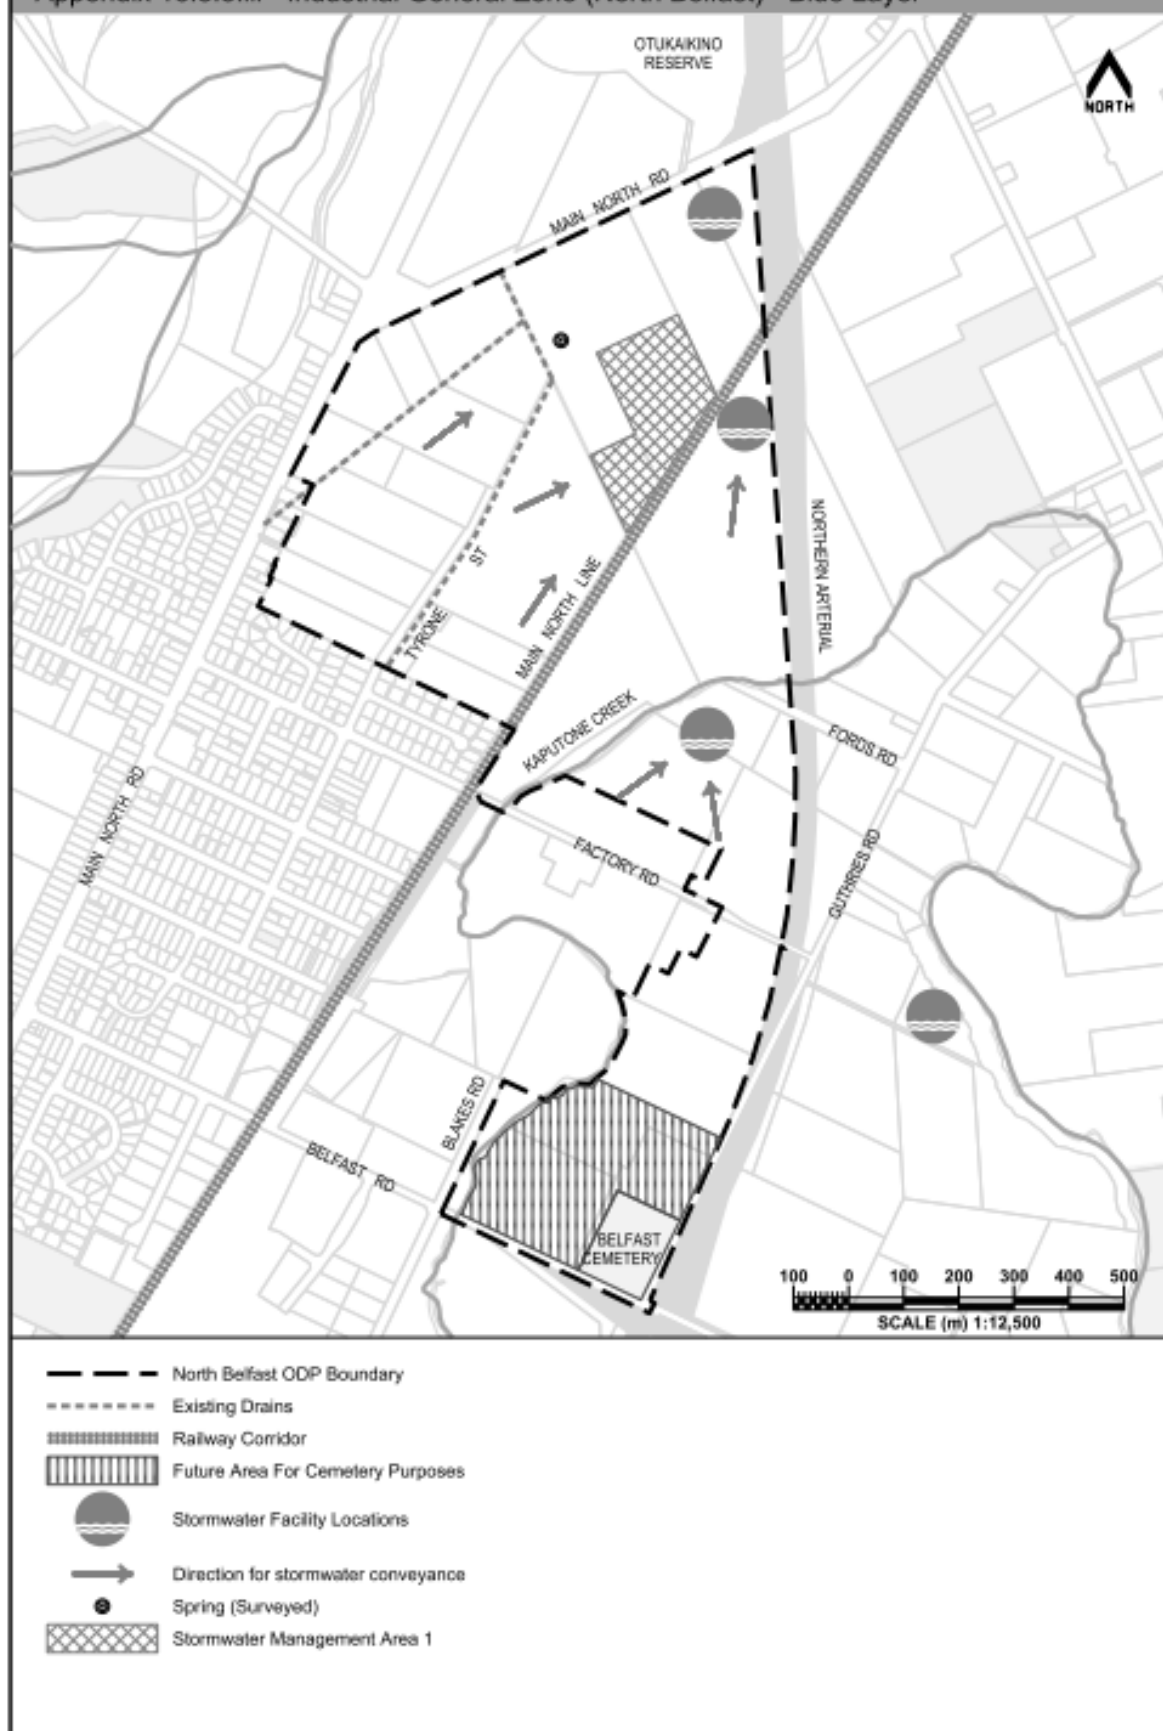 Industrial General Zone (North Belfast) - Blue Layer
OTUKAIKINO
RESERVE
NORTH
MAIN NORTH RD
NORTHERN ARTERIAL
TYRONE ST
MAIN NORTH LINE
KAPUTONE CREEK
FORDS RD
MAIN NORTH RD
FACTORY RD
GUTHRIES RD
BLAKES RD
BELFAST RD
BELFAST
CEMETERY
100 0 100 200 300 400 500
SCALE (m) 1:12,500
North Belfast ODP Boundary
Existing Drains
Railway Corridor
Future Area For Cemetery Purposes
Stormwater Facility Locations
Direction for stormwater conveyance
Spring (Surveyed)
Stormwater Management Area 1